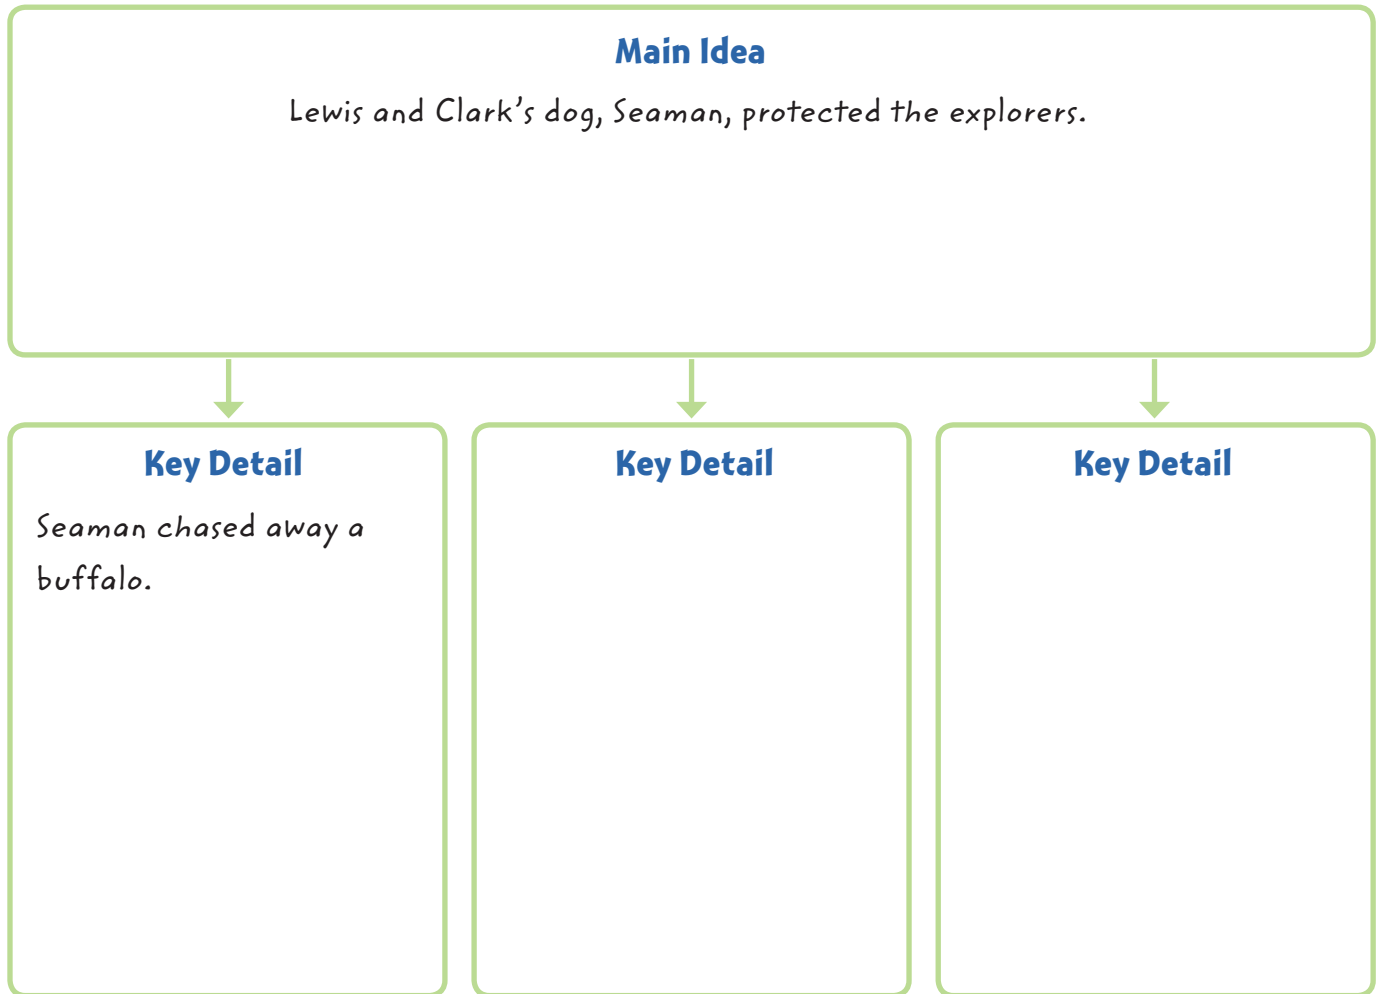 Main Idea
Lewis and Clark’s dog, Seaman, protected the explorers.
Key Detail
Seaman chased away a
buffalo.
Key Detail
Key Detail